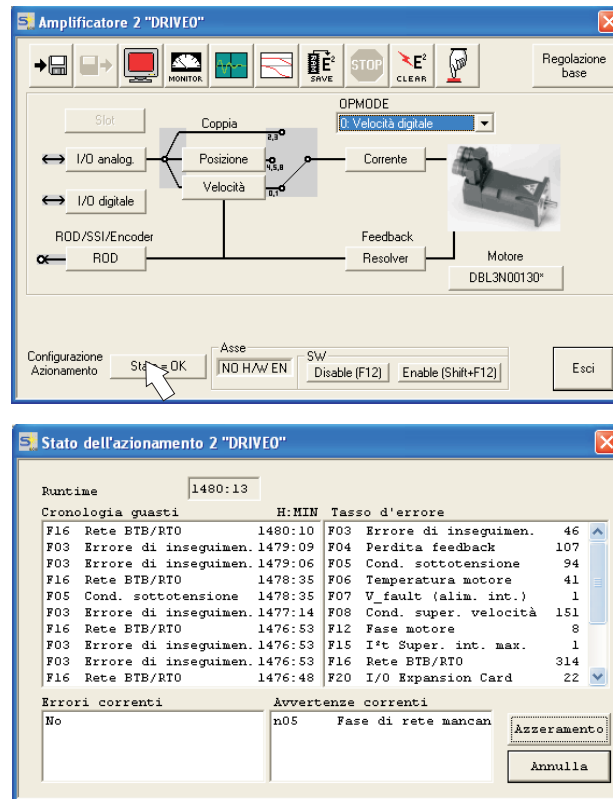 Amplificatore 2 "DRIVE0"
MONITOR
E² SAVE
STOP
E² CLEAR
Regolazione base
OPMODE
0: Velocità digitale
Slot
Coppia
2,3
I/O analog.
Posizione
4,5,8
Corrente
Velocità
0,1
I/O digitale
ROD/SSI/Encoder
Feedback
ROD
Resolver
Motore
DBL3N00130*
Configurazione Azionamento
Stato = OK
Asse
NO H/W EN
SW
Disable (F12)
Enable (Shift+F12)
Esci
Stato dell'azionamento 2 "DRIVE0"
Runtime 1480:13
Cronologia guasti H:MIN Tasso d'errore
F16 Rete BTB/RTO 1480:10 F03 Errore di inseguimen. 46
F03 Errore di inseguimen. 1479:09 F04 Perdita feedback 107
F03 Errore di inseguimen. 1479:06 F05 Cond. sottotensione 94
F16 Rete BTB/RTO 1478:35 F06 Temperatura motore 41
F05 Cond. sottotensione 1478:35 F07 V_fault (alim. int.) 1
F03 Errore di inseguimen. 1477:14 F08 Cond. super. velocità 151
F16 Rete BTB/RTO 1476:53 F12 Fase motore 8
F03 Errore di inseguimen. 1476:53 F15 I²t Super. int. max. 1
F03 Errore di inseguimen. 1476:53 F16 Rete BTB/RTO 314
F16 Rete BTB/RTO 1476:48 F20 I/O Expansion Card 22
Errori correnti Avvertenze correnti
No n05 Fase di rete mancan
Azzeramento
Annulla